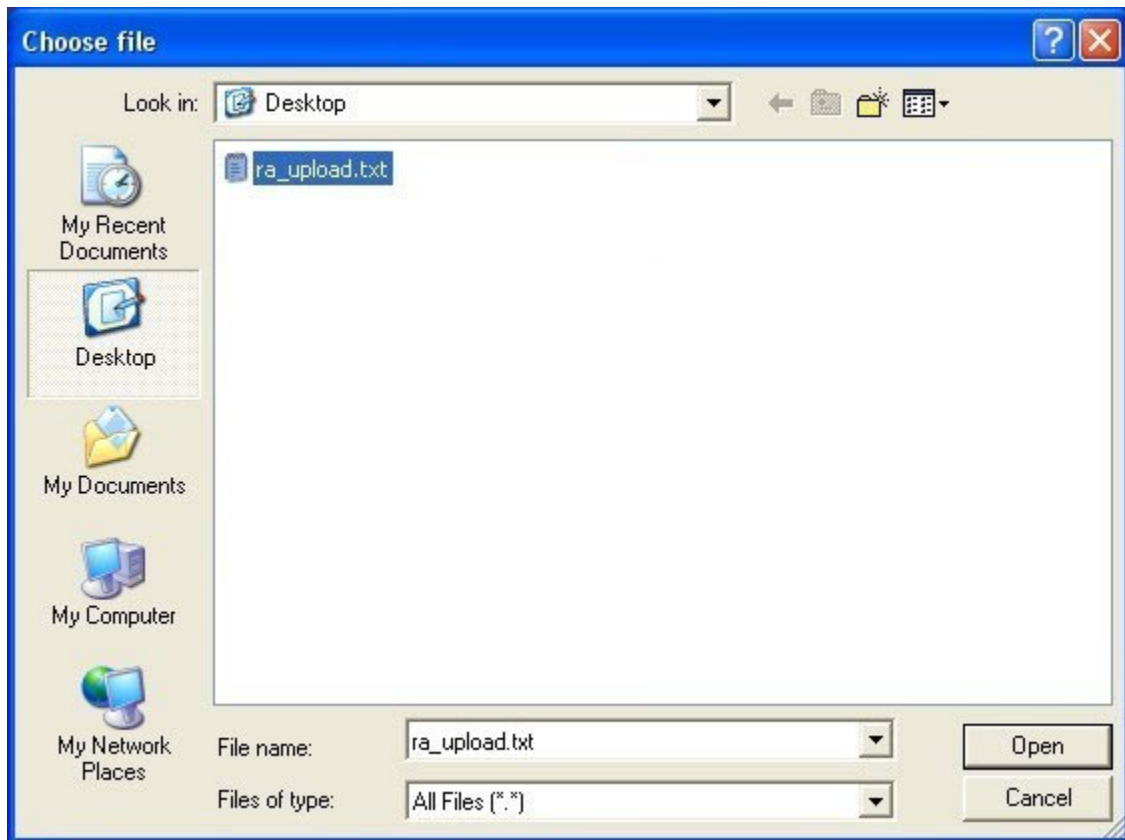 Choose file
Look in: Desktop
ra_upload.txt
My Recent
Documents
Desktop
My Documents
My Computer
My Network
Places
File name: ra_upload.txt Open
Files of type: All Files (*.*) Cancel